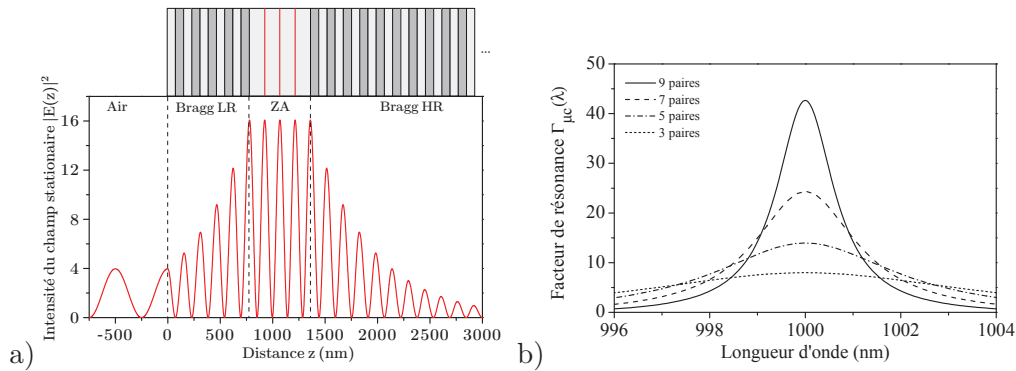 ...
Air
Bragg LR
ZA
Bragg HR
Intensité du champ stationaire |E(z)|²
16
12
8
4
0
-500 0 500 1000 1500 2000 2500 3000
Distance z (nm)
a)
9 paires
7 paires
5 paires
3 paires
Facteur de résonance Γμc(λ)
50
40
30
20
10
0
996 998 1000 1002 1004
Longueur d'onde (nm)
b)